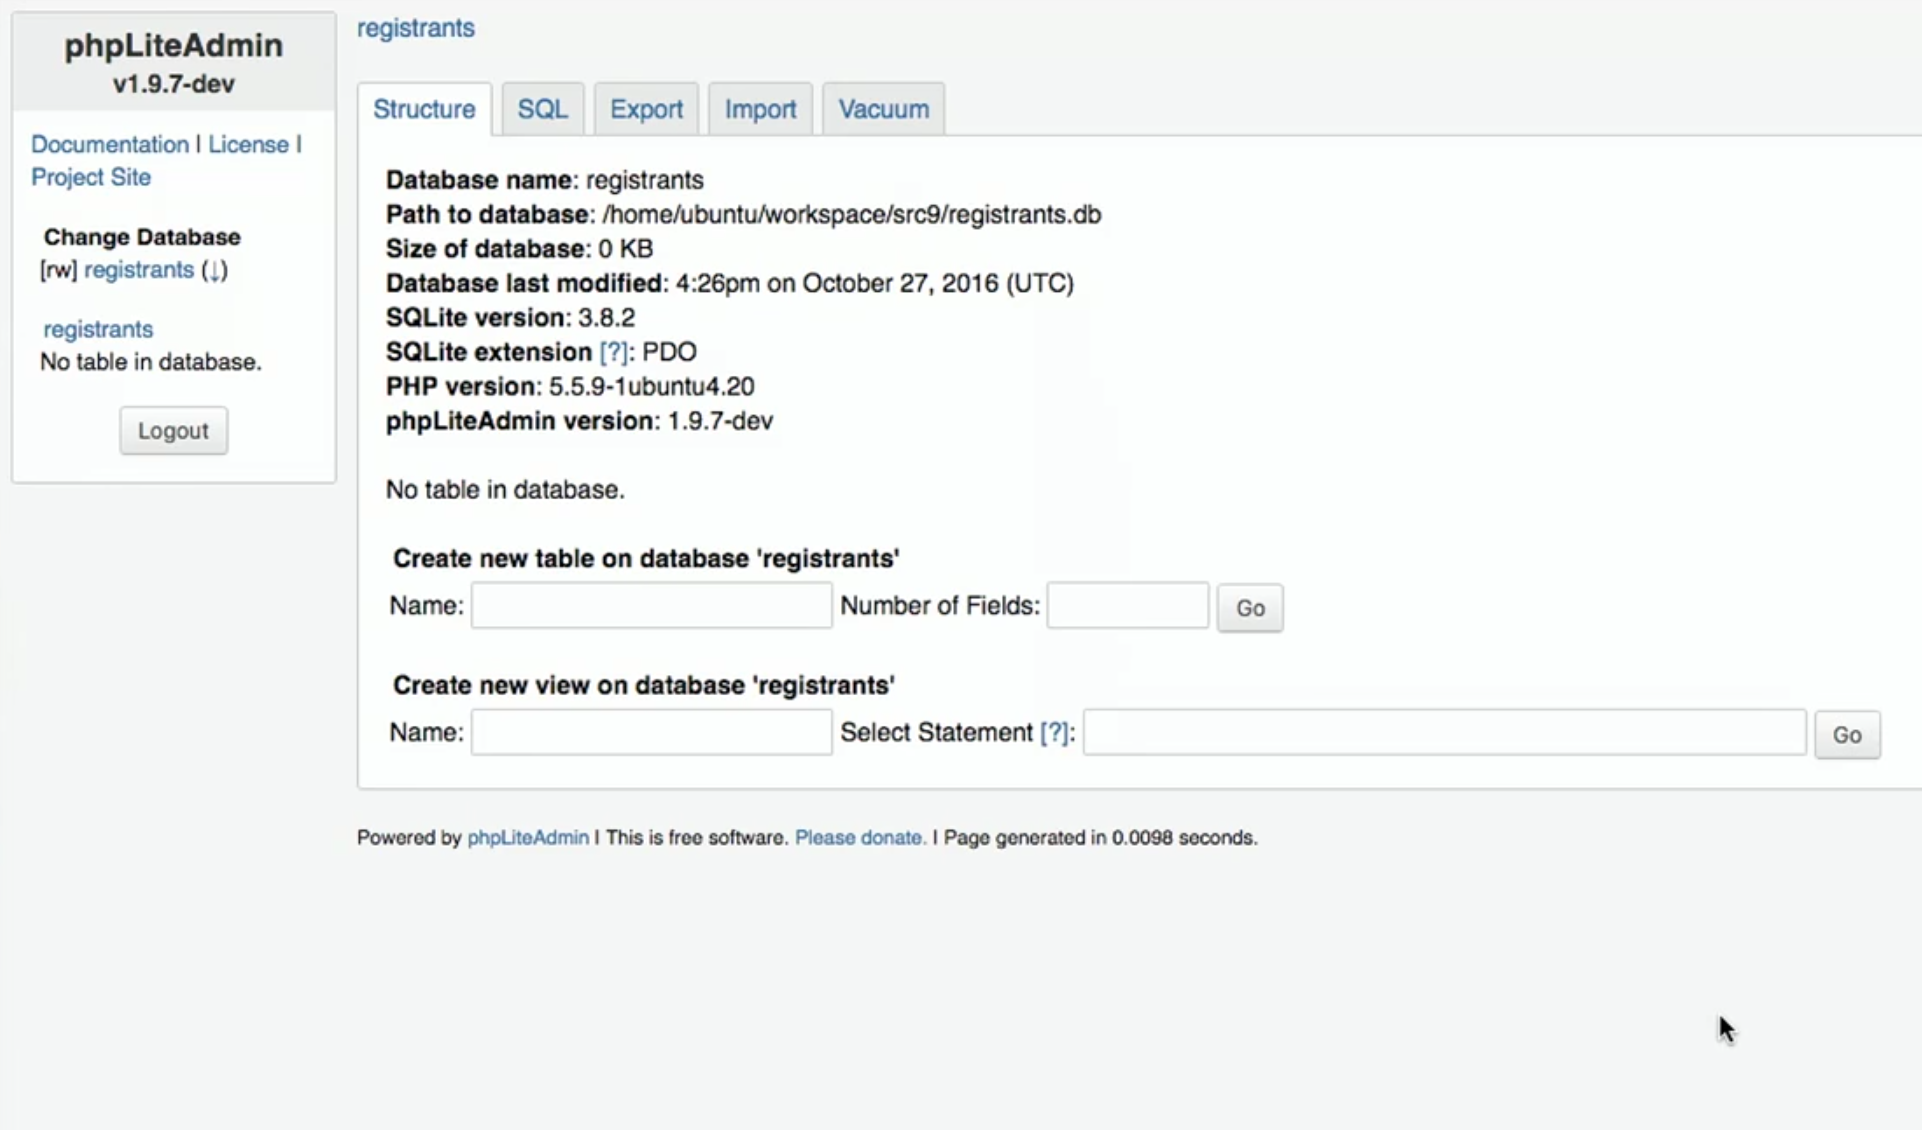 phpLiteAdmin
v1.9.7-dev
Documentation | License |
Project Site
Change Database
[rw] registrants (↓)
registrants
No table in database.
Logout
registrants
Structure SQL Export Import Vacuum
Database name: registrants
Path to database: /home/ubuntu/workspace/src9/registrants.db
Size of database: 0 KB
Database last modified: 4:26pm on October 27, 2016 (UTC)
SQLite version: 3.8.2
SQLite extension [?]: PDO
PHP version: 5.5.9-1ubuntu4.20
phpLiteAdmin version: 1.9.7-dev
No table in database.
Create new table on database 'registrants'
Name: Number of Fields: Go
Create new view on database 'registrants'
Name: Select Statement [?]: Go
Powered by phpLiteAdmin | This is free software. Please donate. | Page generated in 0.0098 seconds.